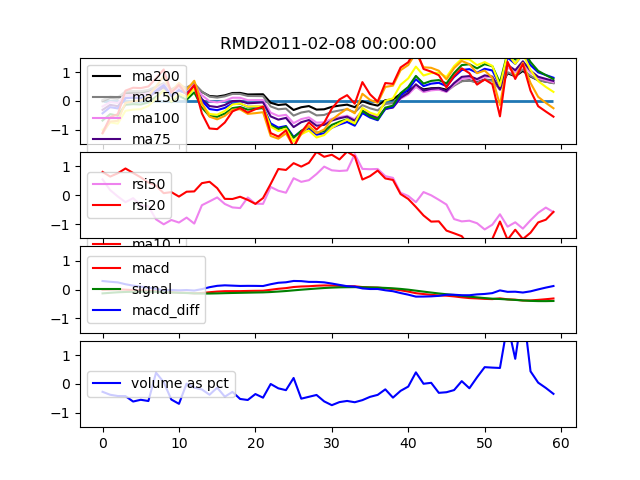 RMD2011-02-08 00:00:00
1
0
−1
ma200
ma150
ma100
ma75
1
0
−1
rsi50
rsi20
ma10
1
0
−1
macd
signal
macd_diff
1
0
−1
volume as pct
0 10 20 30 40 50 60